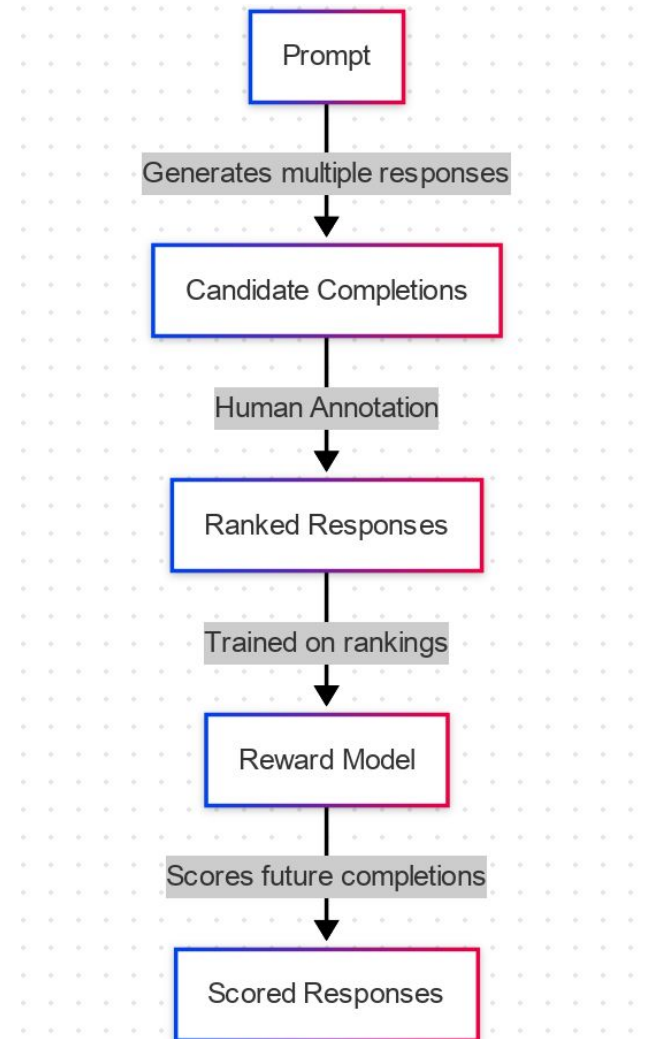 Prompt
Generates multiple responses
Candidate Completions
Human Annotation
Ranked Responses
Trained on rankings
Reward Model
Scores future completions
Scored Responses